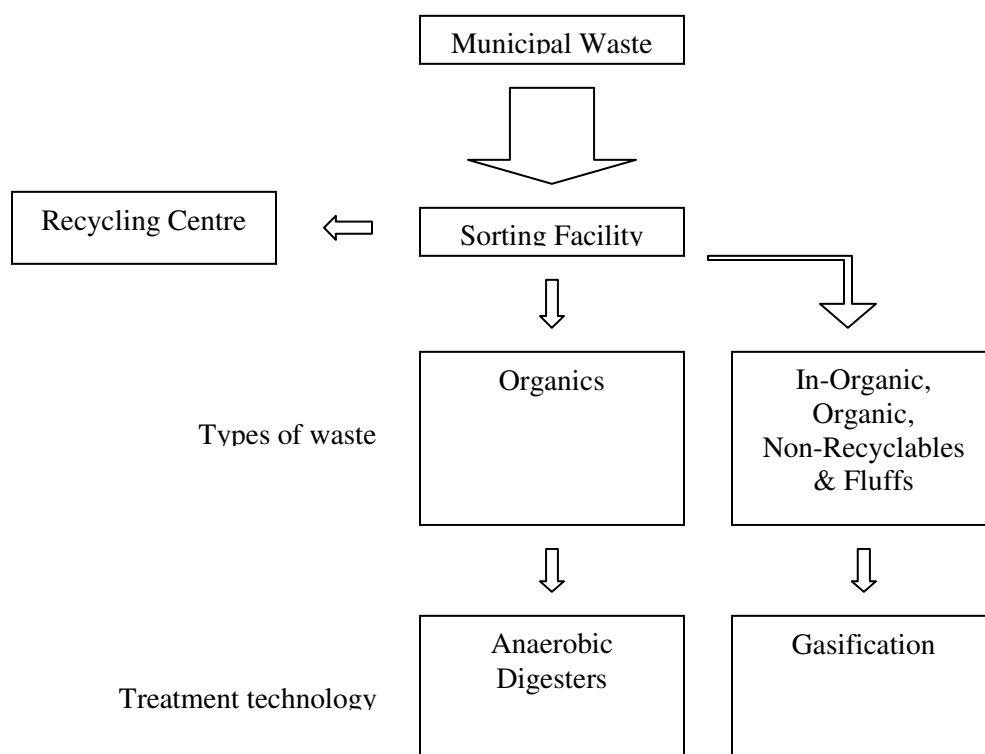 Municipal Waste
Recycling Centre
Sorting Facility
Organics
In-Organic,
Organic,
Non-Recyclables
& Fluffs
Types of waste
Anaerobic
Digesters
Gasification
Treatment technology